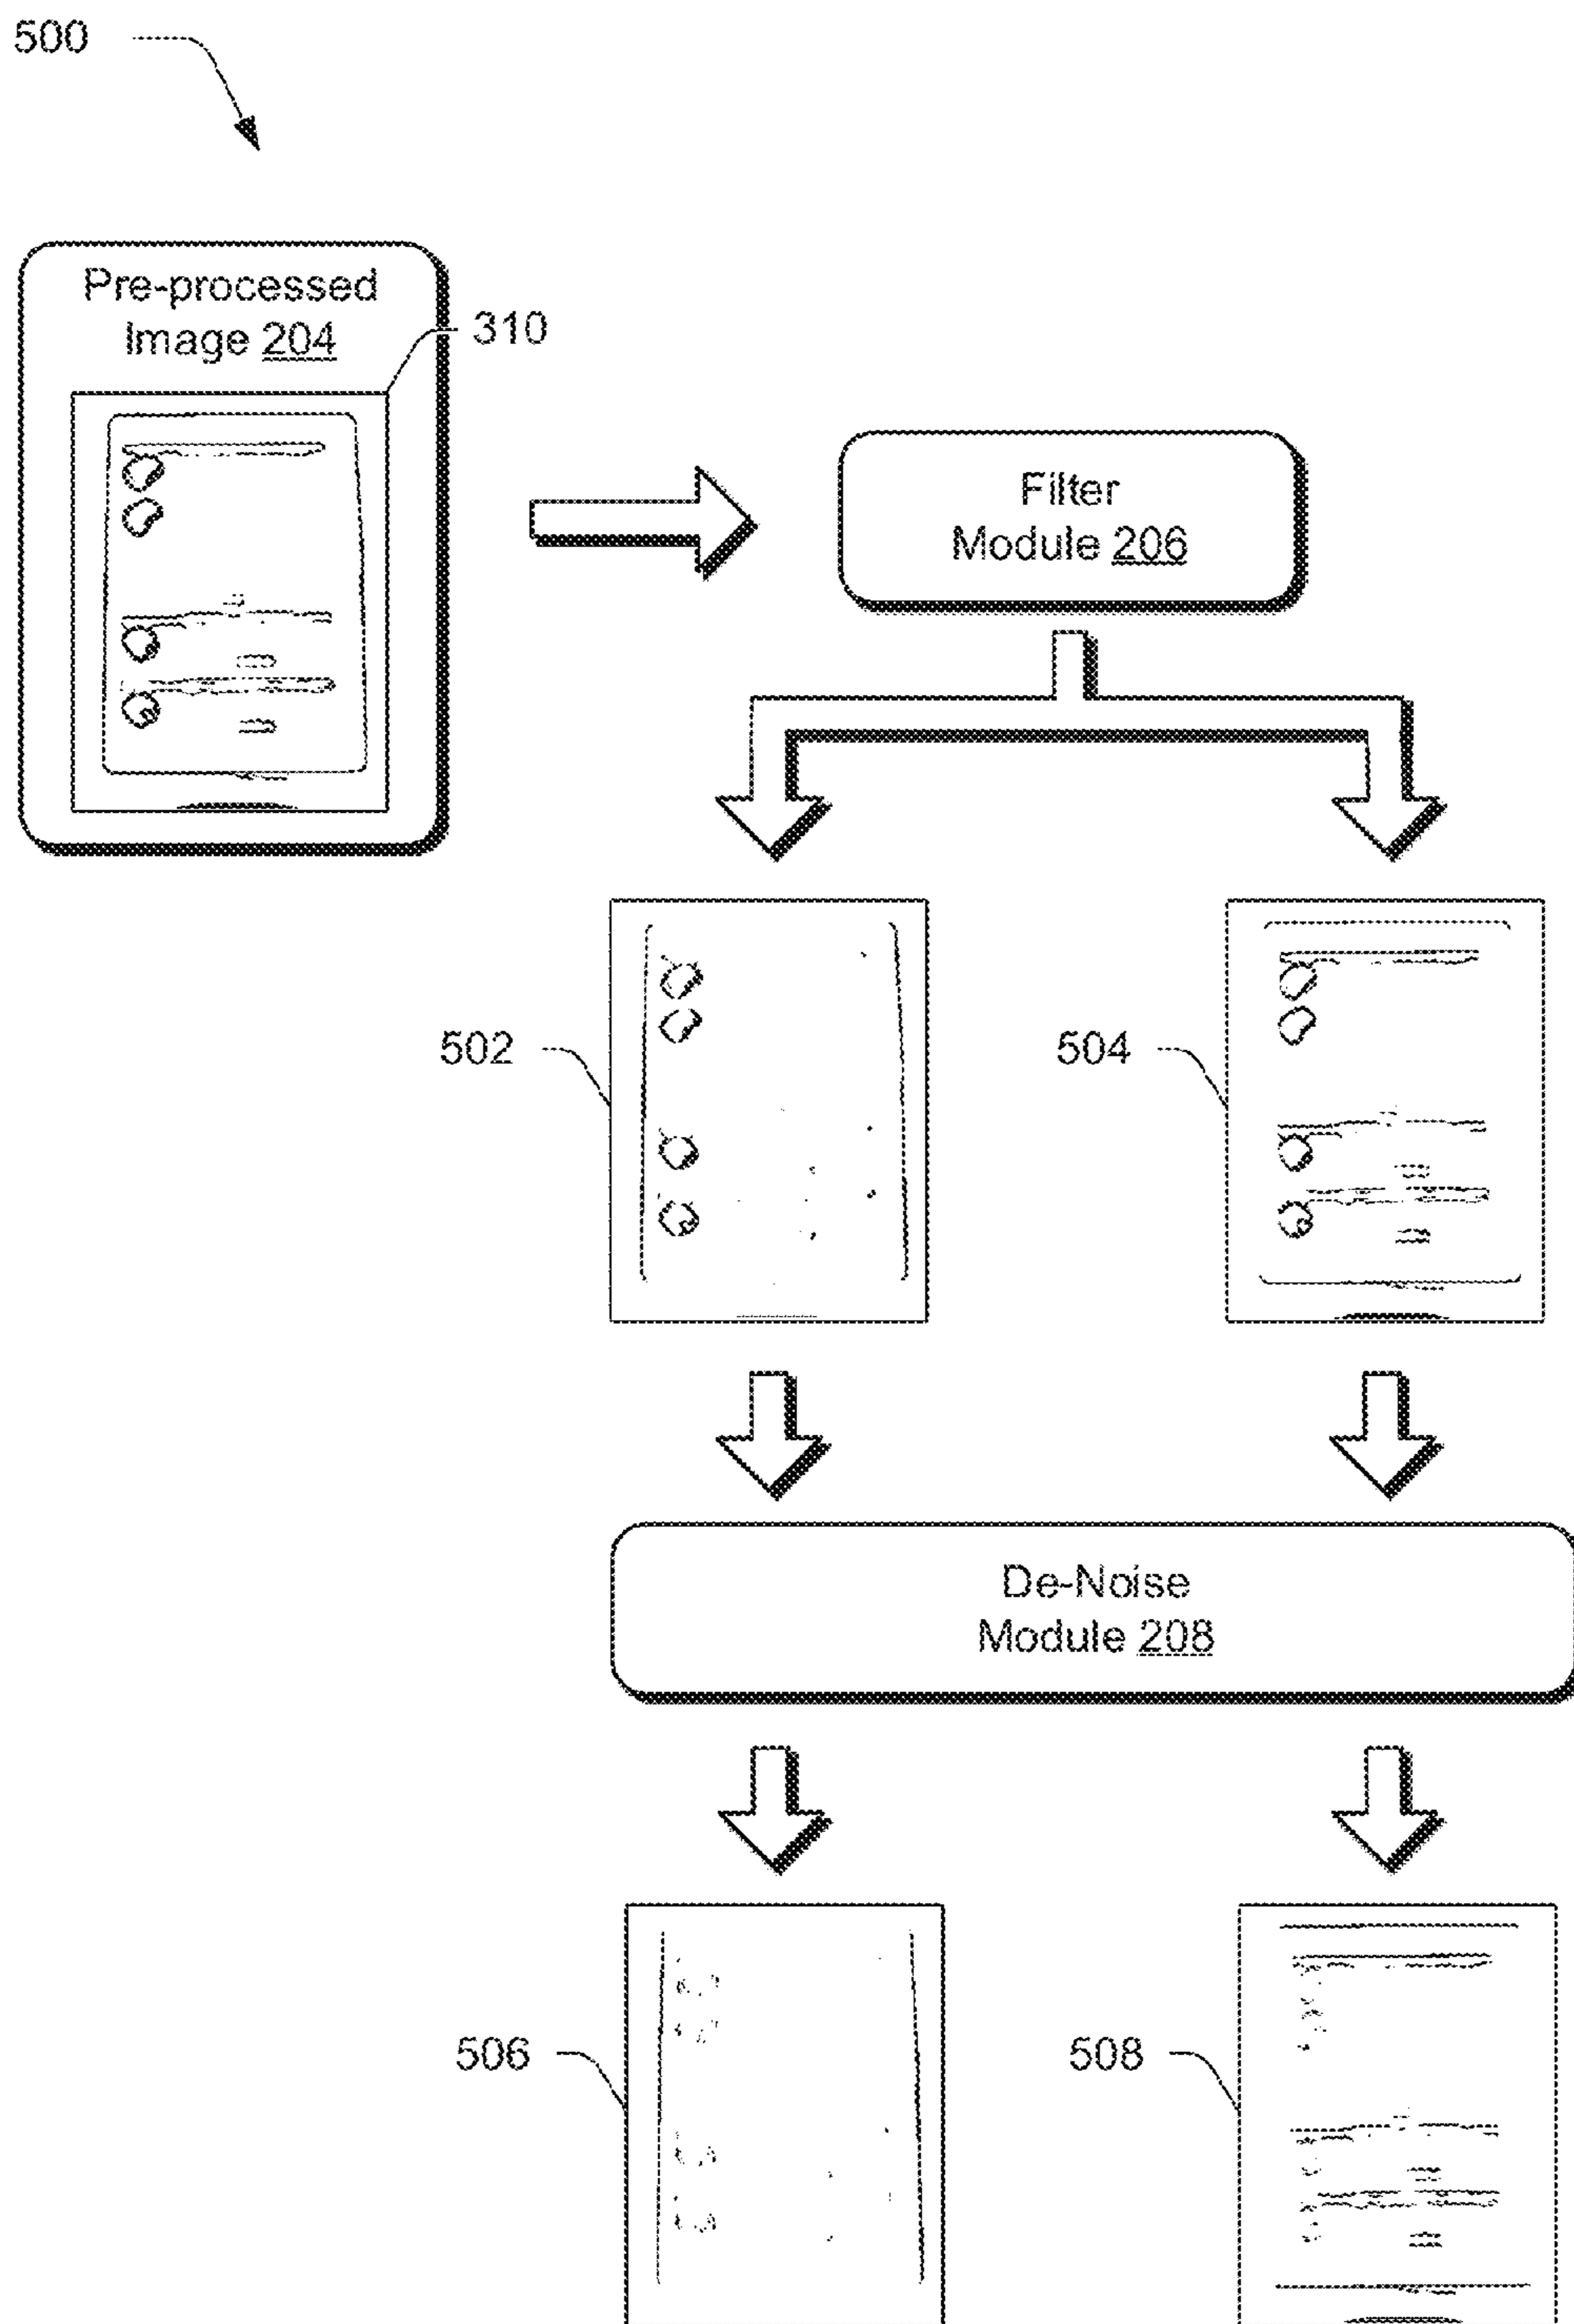 500
Pre-processed
Image 204
310
Filter
Module 206
502
504
De-Noise
Module 208
506
508